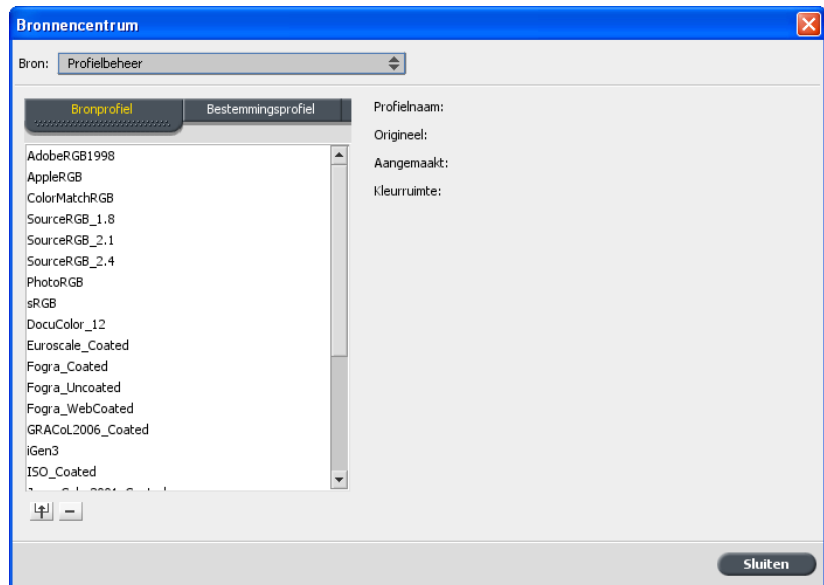 Bronnencentrum
Bron: Profielbeheer
Bronprofiel Bestemmingsprofiel
AdobeRGB1998
AppleRGB
ColorMatchRGB
SourceRGB_1.8
SourceRGB_2.1
SourceRGB_2.4
PhotoRGB
sRGB
DocuColor_12
Euroscale_Coated
Fogra_Coated
Fogra_Uncoated
Fogra_WebCoated
GRACoL2006_Coated
iGen3
ISO_Coated
Profielnaam:
Origineel:
Aangemaakt:
Kleurruimte:
Sluiten